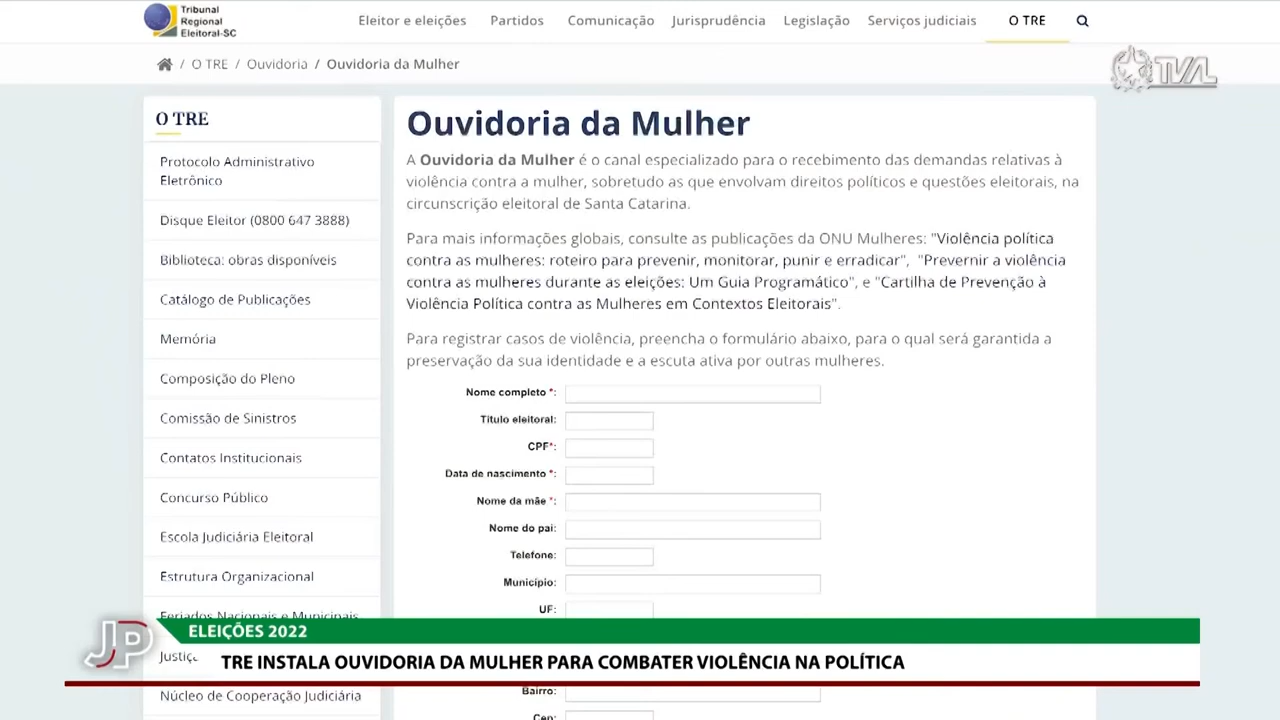 Tribunal
Regional
Eleitoral-SC
Eleitor e eleições Partidos Comunicação Jurisprudência Legislação Serviços judiciais O TRE
/ O TRE / Ouvidoria / Ouvidoria da Mulher
TVAL
O TRE
Protocolo Administrativo
Eletrônico
Disque Eleitor (0800 647 3888)
Biblioteca: obras disponíveis
Catálogo de Publicações
Memória
Composição do Pleno
Comissão de Sinistros
Contatos Institucionais
Concurso Público
Escola Judiciária Eleitoral
Estrutura Organizacional
Feriados Nacionais e Municipais
Núcleo de Cooperação Judiciária
Ouvidoria da Mulher
A Ouvidoria da Mulher é o canal especializado para o recebimento das demandas relativas à
violência contra a mulher, sobretudo as que envolvam direitos políticos e questões eleitorais, na
circunscrição eleitoral de Santa Catarina.
Para mais informações globais, consulte as publicações da ONU Mulheres: "Violência política
contra as mulheres: roteiro para prevenir, monitorar, punir e erradicar", "Prevernir a violência
contra as mulheres durante as eleições: Um Guia Programático", e "Cartilha de Prevenção à
Violência Política contra as Mulheres em Contextos Eleitorais".
Para registrar casos de violência, preencha o formulário abaixo, para o qual será garantida a
preservação da sua identidade e a escuta ativa por outras mulheres.
Nome completo *:
Título eleitoral:
CPF*:
Data de nascimento *:
Nome da mãe *:
Nome do pai:
Telefone:
Município:
UF:
Bairro:
Cep:
JP
ELEIÇÕES 2022
TRE INSTALA OUVIDORIA DA MULHER PARA COMBATER VIOLÊNCIA NA POLÍTICA